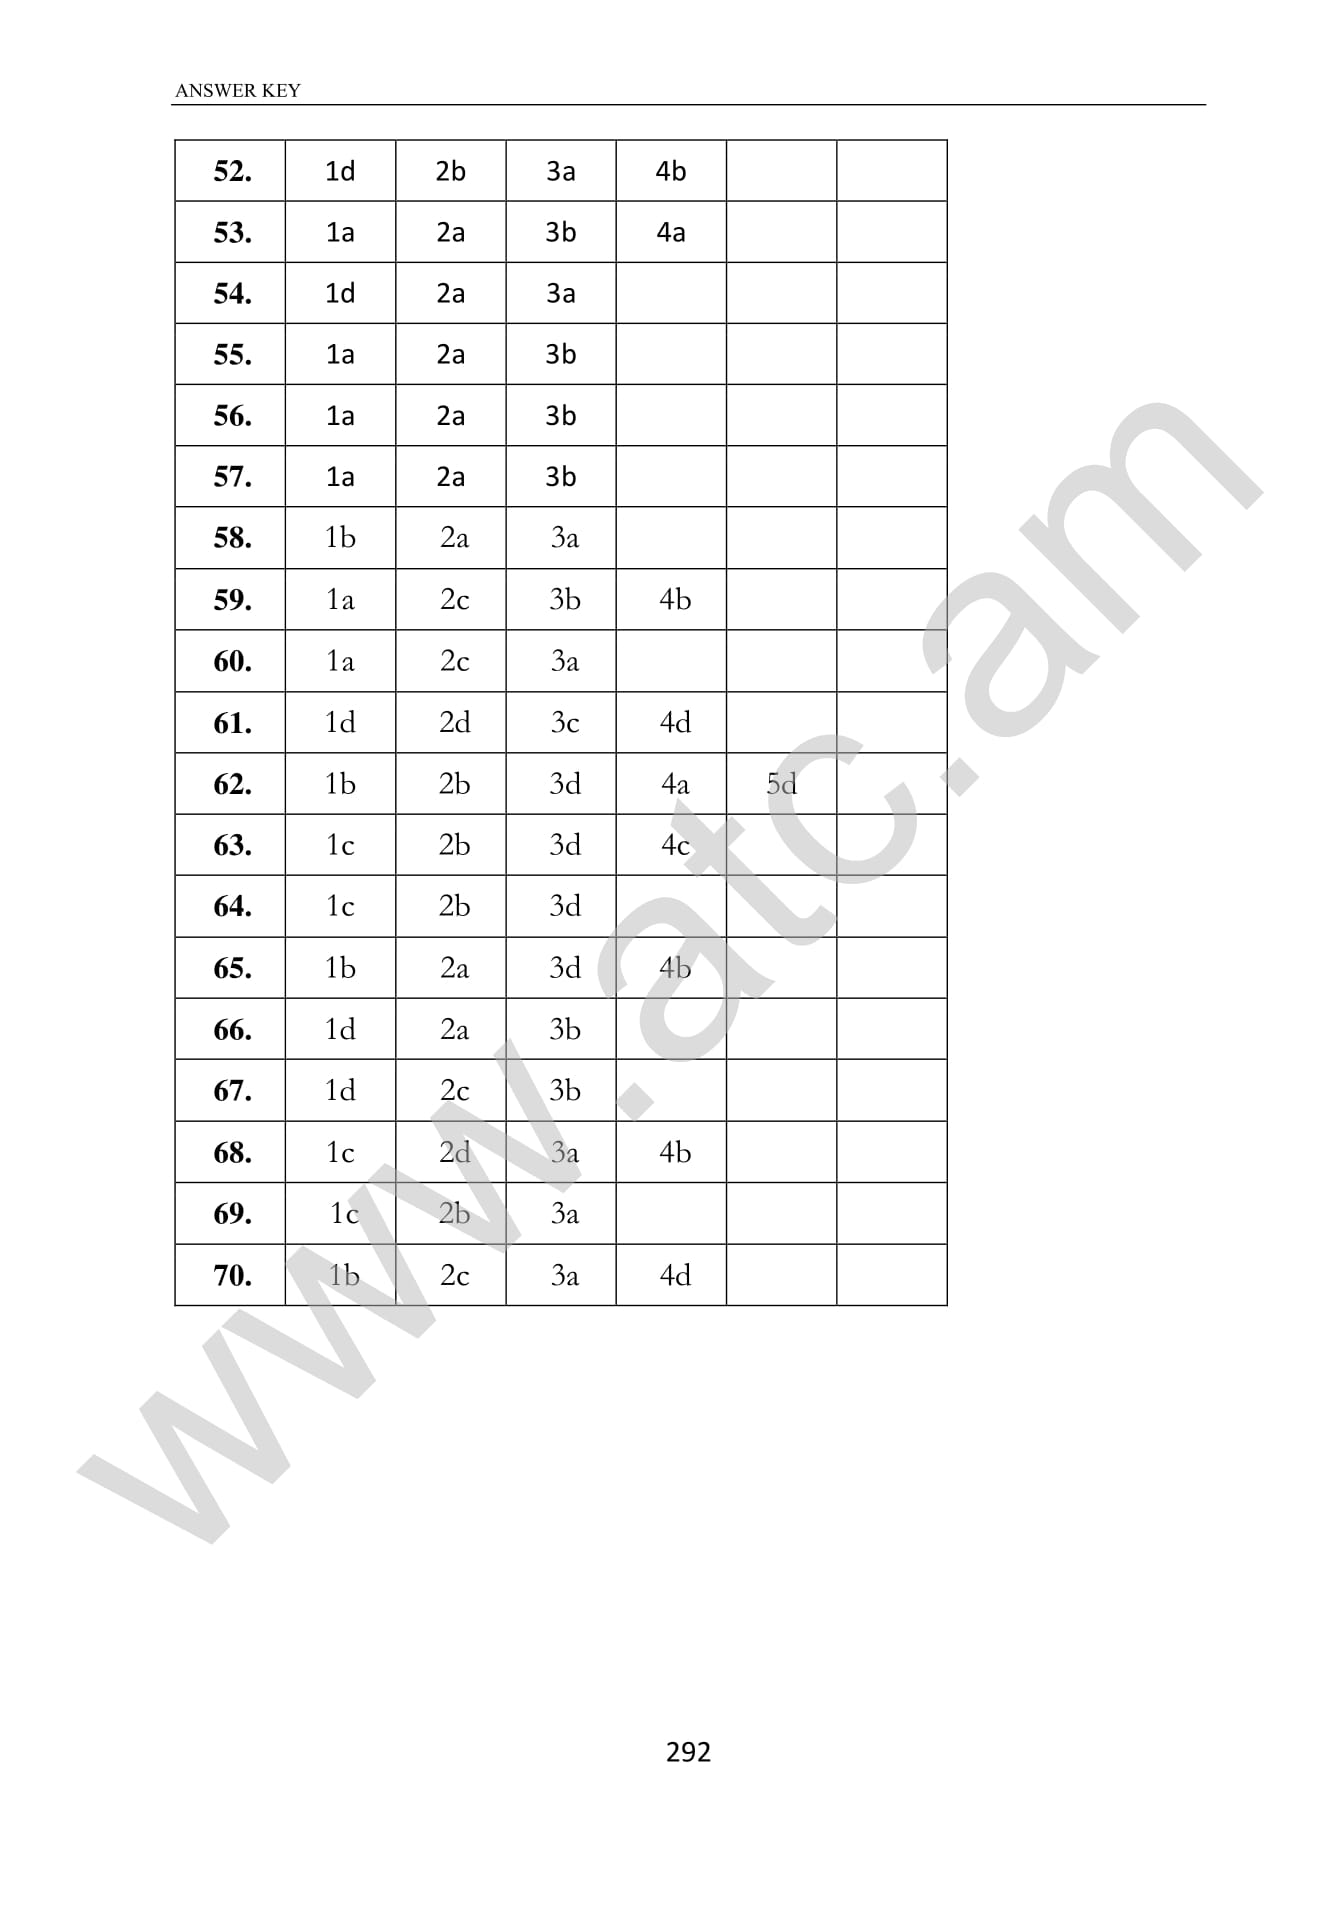 ANSWER KEY
52. 1d 2b 3a 4b
53. 1a 2a 3b 4a
54. 1d 2a 3a
55. 1a 2a 3b
56. 1a 2a 3b
57. 1a 2a 3b
58. 1b 2a 3a
59. 1a 2c 3b 4b
60. 1a 2c 3a
61. 1d 2d 3c 4d
62. 1b 2b 3d 4a 5d
63. 1c 2b 3d 4c
64. 1c 2b 3d
65. 1b 2a 3d 4b
66. 1d 2a 3b
67. 1d 2c 3b
68. 1c 2d 3a 4b
69. 1c 2b 3a
70. 1b 2c 3a 4d
www.atc.am
292